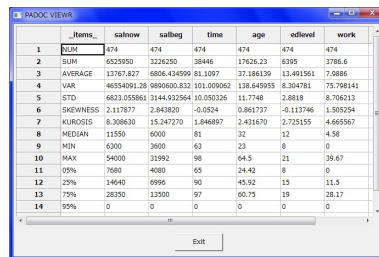 PADOC VIEWR
_items_ salnow salbeg time age edlevel work
1 NUM 474 474 474 474 474 474
2 SUM 6525950 3226250 38446 17626.23 6395 3786.6
3 AVERAGE 13767.827 6806.434599 81.1097 37.186139 13.491561 7.9886
4 VAR 46554091.28 9890600.832 101.009062 138.645955 8.304781 75.798141
5 STD 6823.055861 3144.932564 10.050326 11.7748 2.8818 8.706213
6 SKEWNESS 2.117877 2.843820 -0.0524 0.861737 -0.113746 1.505254
7 KUROSIS 8.308630 15.247270 1.846897 2.431670 2.725155 4.665567
8 MEDIAN 11550 6000 81 32 12 4.58
9 MIN 6300 3600 63 23 8 0
10 MAX 54000 31992 98 64.5 21 39.67
11 05% 7680 4080 65 24.42 8 0
12 25% 14640 6996 90 45.92 15 11.5
13 75% 28350 13500 97 60.75 19 28.17
14 95% 0 0 0 0 0 0
Exit